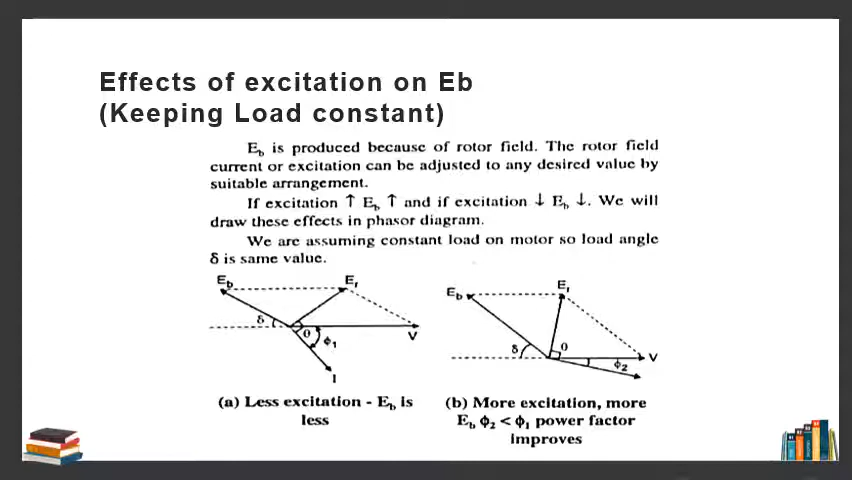 Effects of excitation on Eb
(Keeping Load constant)
E_b is produced because of rotor field. The rotor field
current or excitation can be adjusted to any desired value by
suitable arrangement.
If excitation ↑ E_b ↑ and if excitation ↓ E_b ↓. We will
draw these effects in phasor diagram.
We are assuming constant load on motor so load angle
δ is same value.
E_b E_r
δ θ ϕ_1 V
I
E_b E_r
δ θ V
ϕ_2
(a) Less excitation - E_b is
less
(b) More excitation, more
E_b ϕ_2 < ϕ_1 power factor
improves